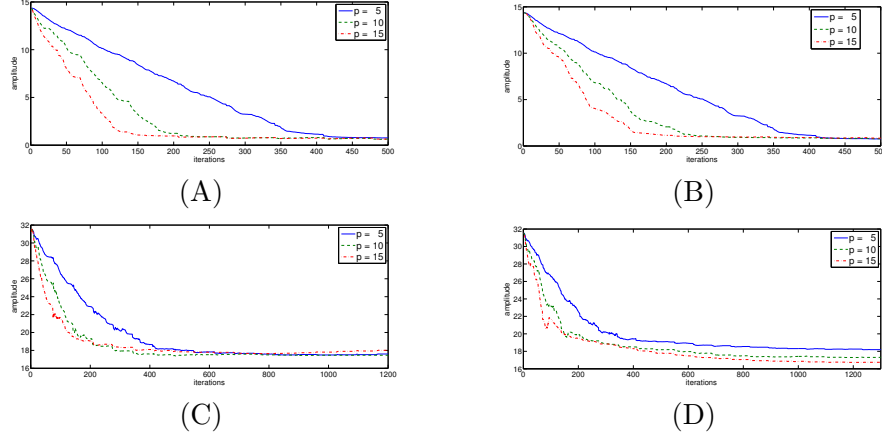 15
10
5
0
amplitude
0 50 100 150 200 250 300 350 400 450 500
iterations
p = 5
p = 10
p = 15
(A)
15
10
5
0
amplitude
0 50 100 150 200 250 300 350 400 450 500
iterations
p = 5
p = 10
p = 15
(B)
32
30
28
26
24
22
20
18
16
amplitude
0 200 400 600 800 1000 1200
iterations
p = 5
p = 10
p = 15
(C)
32
30
28
26
24
22
20
18
16
amplitude
0 200 400 600 800 1000 1200
iterations
p = 5
p = 10
p = 15
(D)